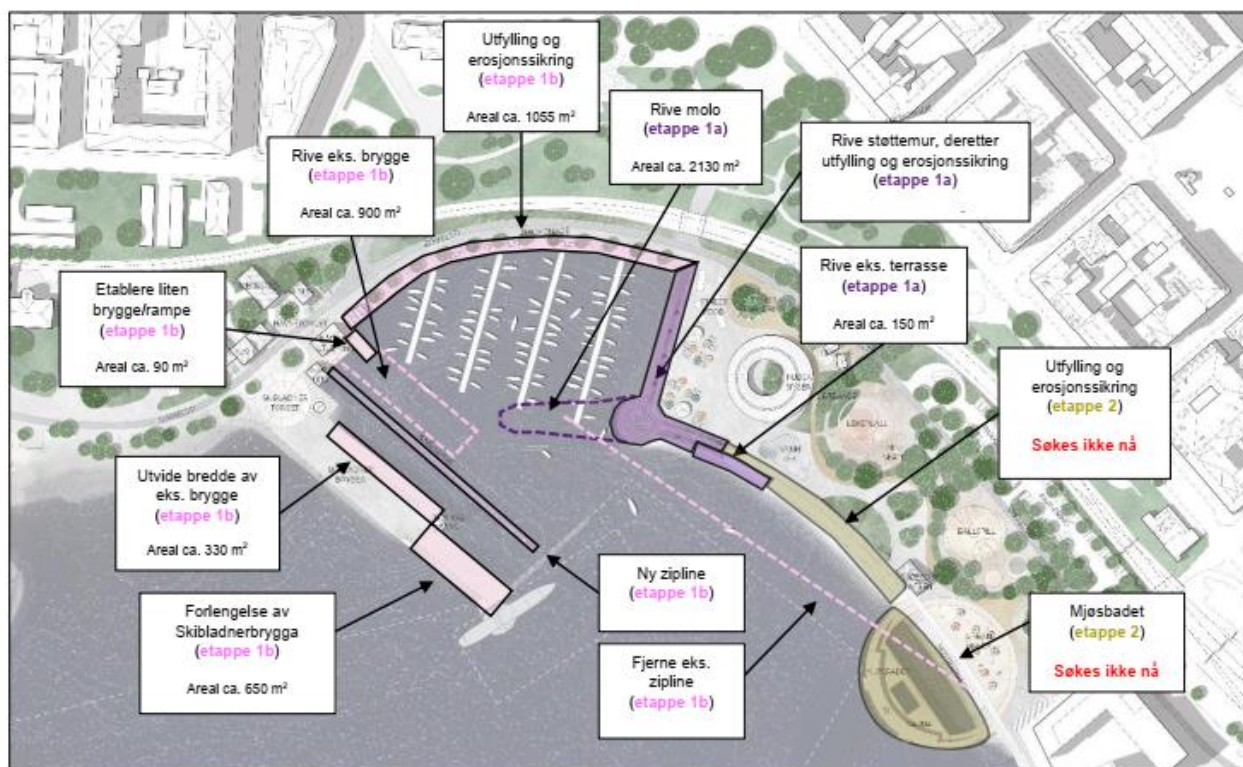 Utfylling og
erosjonssikring
(etappe 1b)
Areal ca. 1055 m²
Rive molo
(etappe 1a)
Areal ca. 2130 m²
Rive støttemur, deretter
utfylling og erosjonssikring
(etappe 1a)
Rive eks. brygge
(etappe 1b)
Areal ca. 900 m²
Rive eks. terrasse
(etappe 1a)
Areal ca. 150 m²
Etablere liten
brygge/rampe
(etappe 1b)
Areal ca. 90 m²
Utfylling og
erosjonssikring
(etappe 2)
Søkes ikke nå
Utvide bredde av
eks. brygge
(etappe 1b)
Areal ca. 330 m²
Ny zipline
(etappe 1b)
Forlengelse av
Skibladnerbrygga
(etappe 1b)
Areal ca. 650 m²
Fjerne eks.
zipline
(etappe 1b)
Mjøsbadet
(etappe 2)
Søkes ikke nå
BALLSPILL